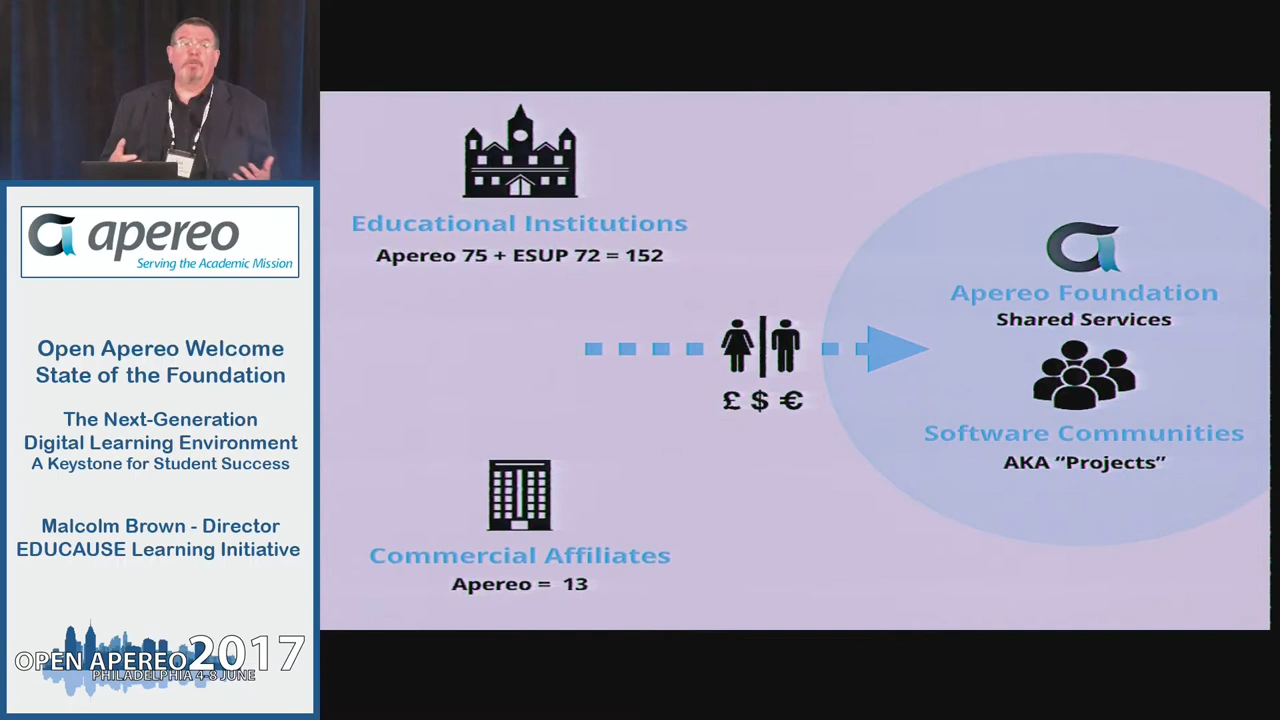 apereo
Serving the Academic Mission
Open Apereo Welcome
State of the Foundation
The Next-Generation
Digital Learning Environment
A Keystone for Student Success
Malcolm Brown - Director
EDUCAUSE Learning Initiative
OPEN APEREO 2017
PHILADELPHIA 4-8 JUNE
Educational Institutions
Apereo 75 + ESUP 72 = 152
£ $ €
Commercial Affiliates
Apereo = 13
Apereo Foundation
Shared Services
Software Communities
AKA “Projects”